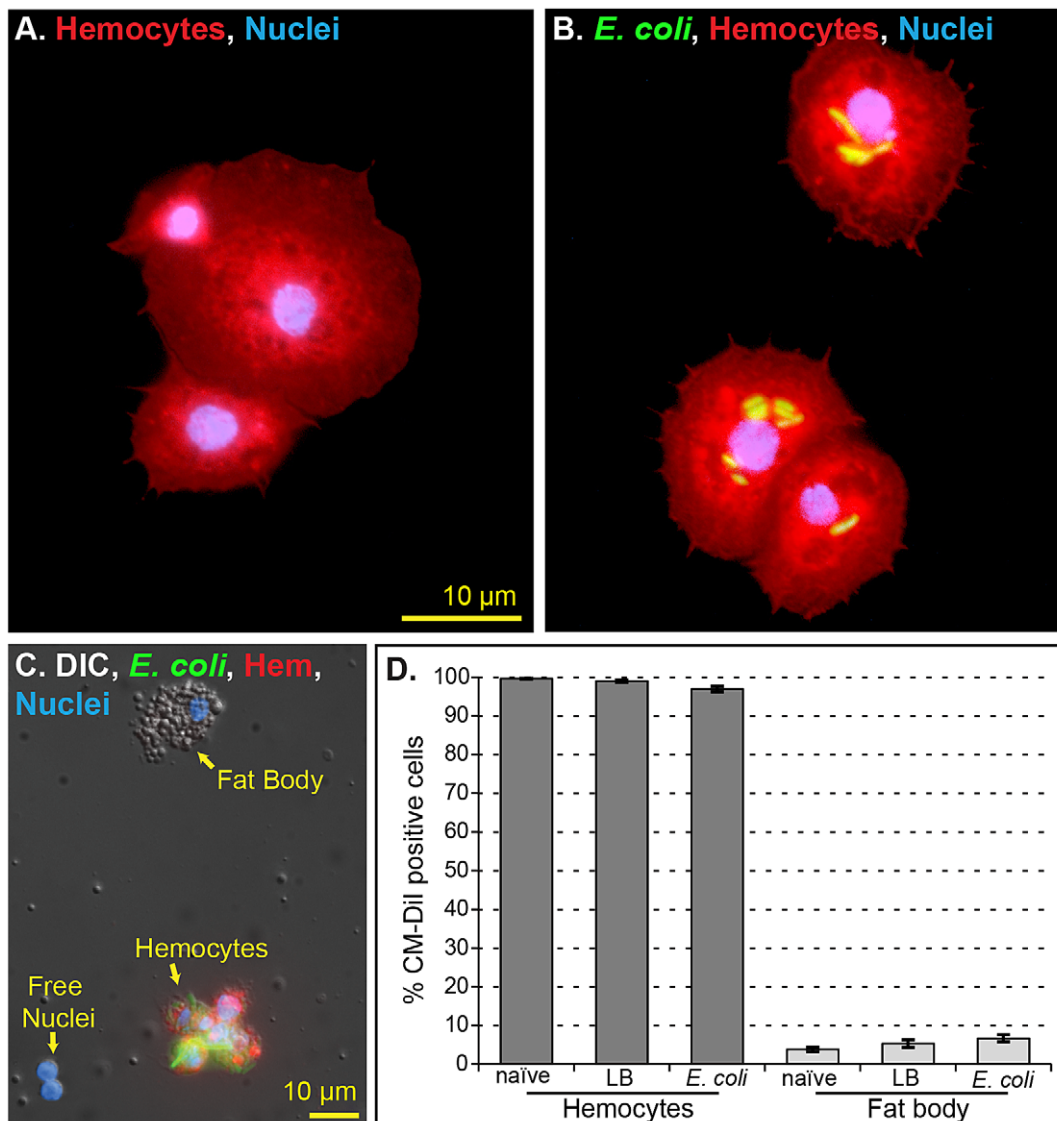 A. Hemocytes, Nuclei
10 µm
B. E. coli, Hemocytes, Nuclei
C. DIC, E. coli, Hem,
Nuclei
Fat Body
Hemocytes
Free
Nuclei
10 µm
D.
% CM-DiI positive cells
100
90
80
70
60
50
40
30
20
10
0
naïve LB E. coli naïve LB E. coli
Hemocytes Fat body